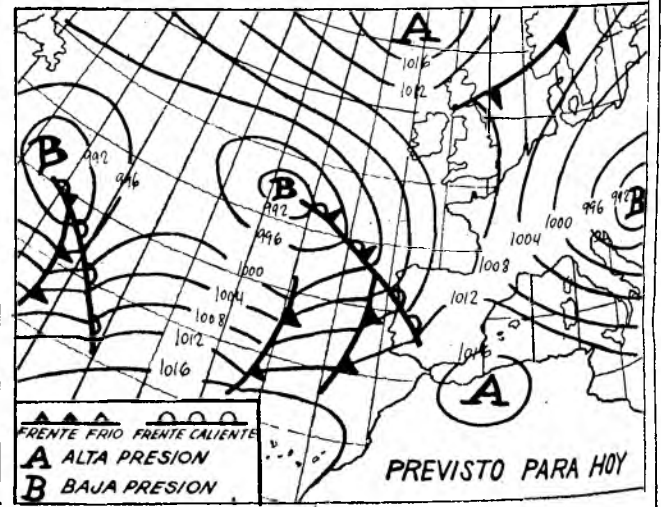 A
1016
1012
B
992
996
B
992
996
1000
1004
1008
1012
1016
B
992
996
1000
1004
1008
1012
1016
A
FRENTE FRIO FRENTE CALIENTE
A ALTA PRESION
B BAJA PRESION
PREVISTO PARA HOY